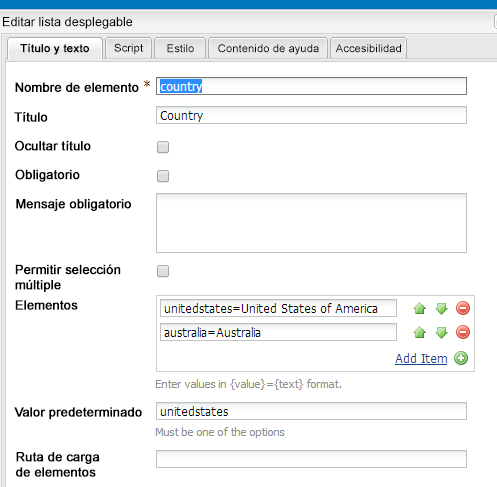 Editar lista desplegable
Título y texto
Script
Estilo
Contenido de ayuda
Accesibilidad
Nombre de elemento *
country
Título
Country
Ocultar título
Obligatorio
Mensaje obligatorio
Permitir selección
múltiple
Elementos
unitedstates=United States of America
australia=Australia
Add Item
Enter values in {value}={text} format.
Valor predeterminado
unitedstates
Must be one of the options
Ruta de carga
de elementos